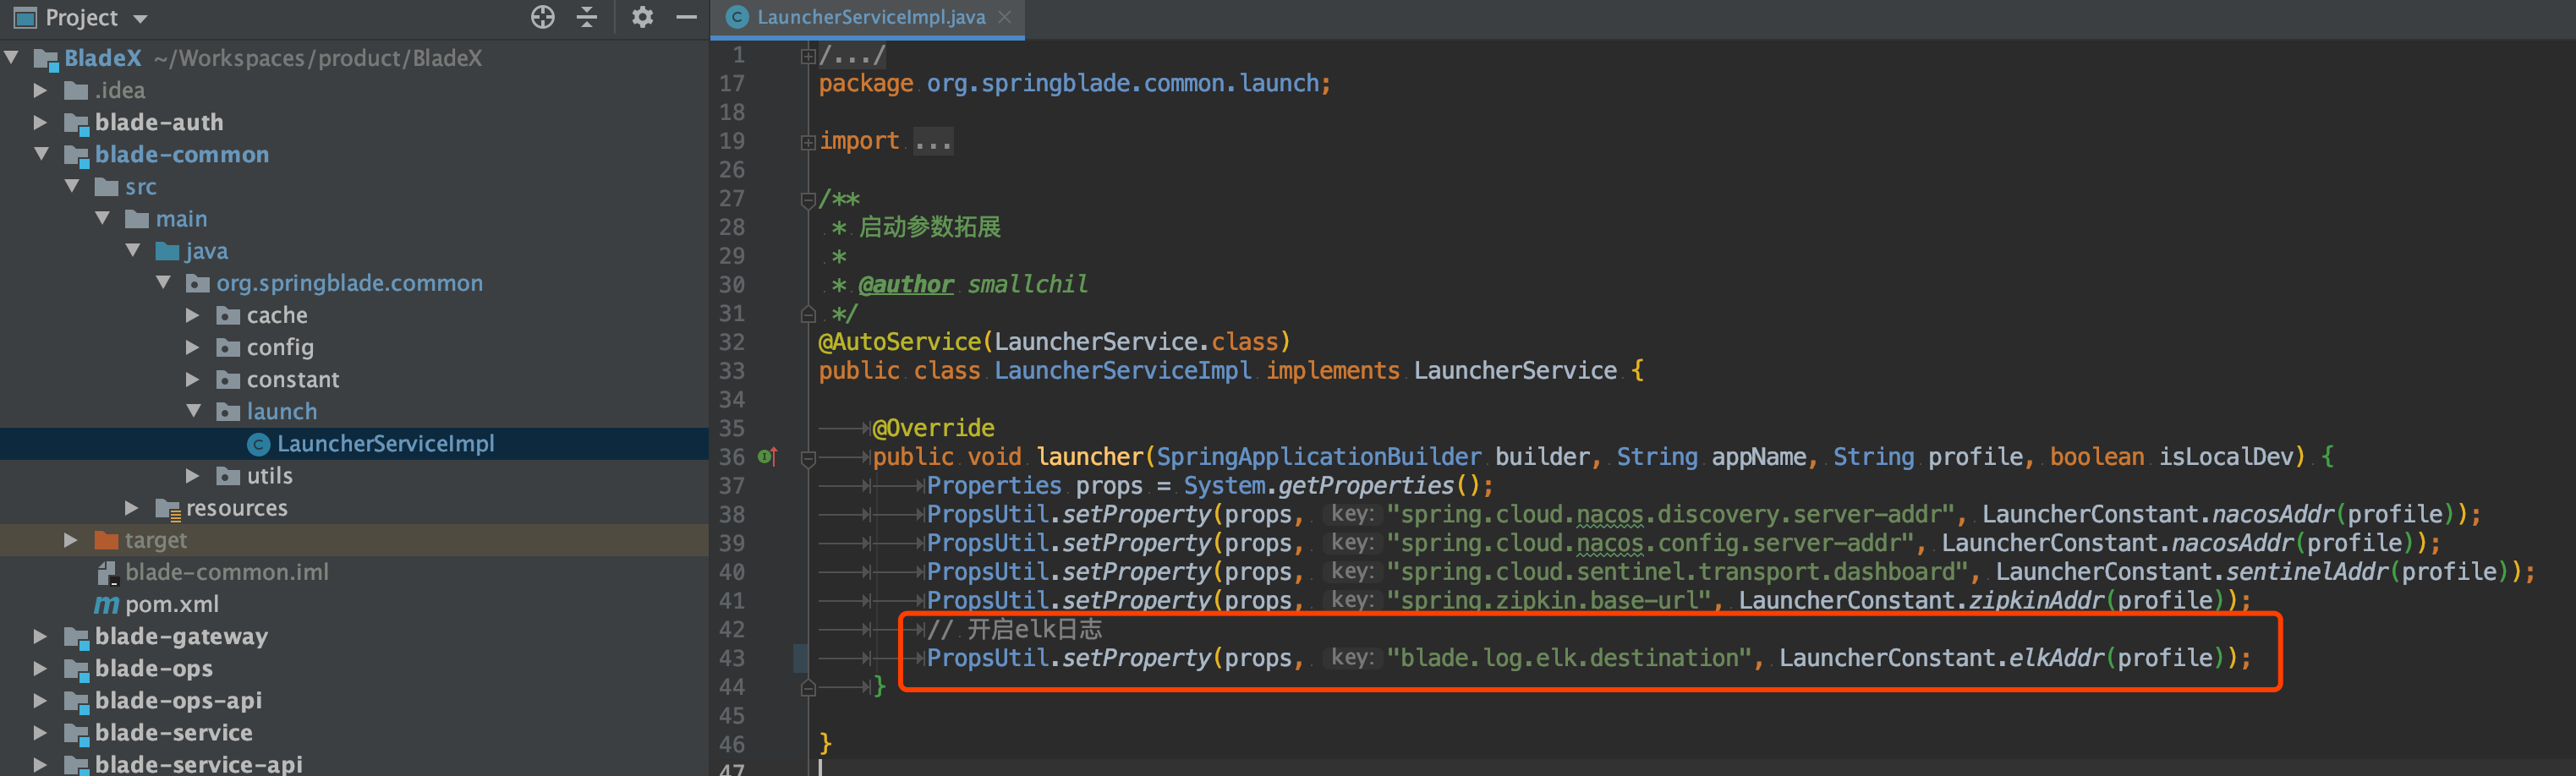 Project
BladeX ~/Workspaces/product/BladeX
.idea
blade-auth
blade-common
src
main
java
org.springblade.common
cache
config
constant
launch
LauncherServiceImpl
utils
resources
target
blade-common.iml
pom.xml
blade-gateway
blade-ops
blade-ops-api
blade-service
blade-service-api
LauncherServiceImpl.java
1 /.../
17 package org.springblade.common.launch;
18
19 import ...
26
27 /**
28 * 启动参数拓展
29 *
30 * @author smallchil
31 */
32 @AutoService(LauncherService.class)
33 public class LauncherServiceImpl implements LauncherService {
34
35 @Override
36 public void launcher(SpringApplicationBuilder builder, String appName, String profile, boolean isLocalDev) {
37 Properties props = System.getProperties();
38 PropsUtil.setProperty(props, key: "spring.cloud.nacos.discovery.server-addr", LauncherConstant.nacosAddr(profile));
39 PropsUtil.setProperty(props, key: "spring.cloud.nacos.config.server-addr", LauncherConstant.nacosAddr(profile));
40 PropsUtil.setProperty(props, key: "spring.cloud.sentinel.transport.dashboard", LauncherConstant.sentinelAddr(profile));
41 PropsUtil.setProperty(props, key: "spring.zipkin.base-url", LauncherConstant.zipkinAddr(profile));
42 // 开启elk日志
43 PropsUtil.setProperty(props, key: "blade.log.elk.destination", LauncherConstant.elkAddr(profile));
44 }
45
46 }
47